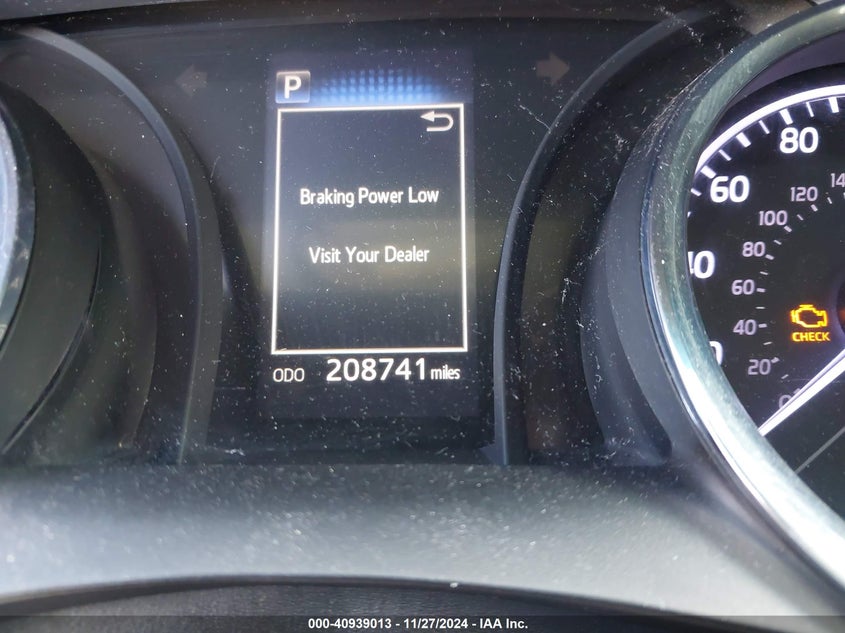 P
Braking Power Low
Visit Your Dealer
ODO 208741 miles
80
60
120
100
80
60
40
20
CHECK
000-40939013 - 11/27/2024 - IAA Inc.